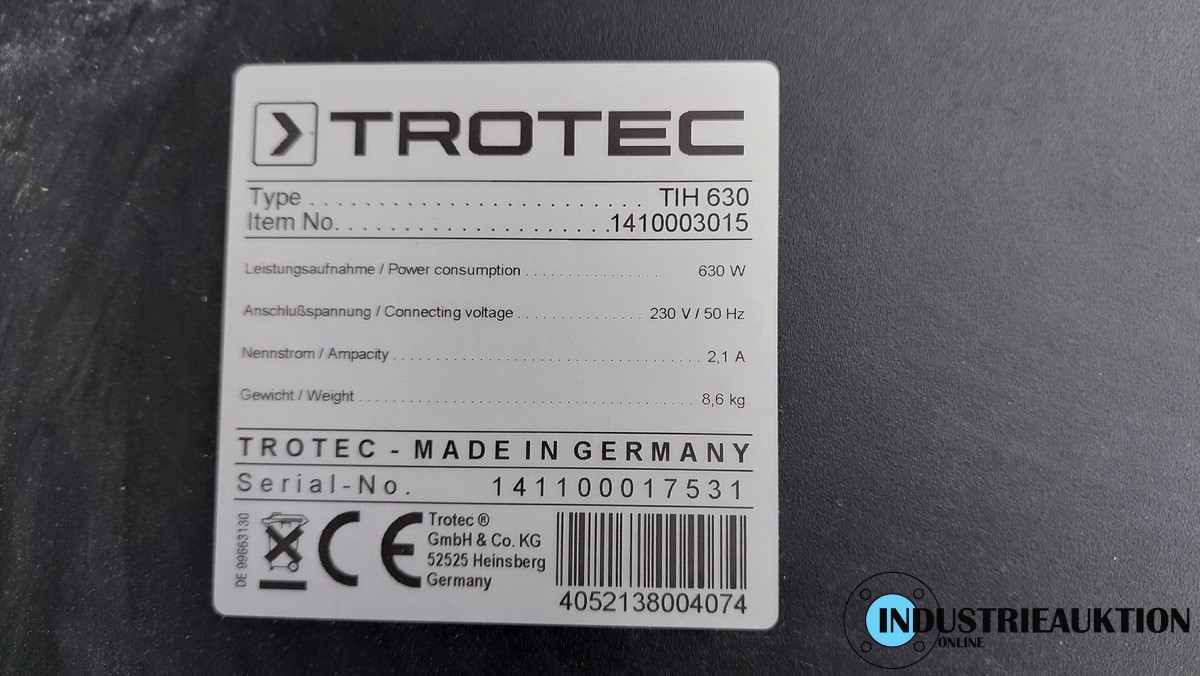 TROTEC
Type . . . . . . . . . . . . . . . . . . . . . . . . . TIH 630
Item No. . . . . . . . . . . . . . . . . . . . .1410003015
Leistungsaufnahme / Power consumption . . . . . . . . . . . . . . . . 630 W
Anschlußspannung / Connecting voltage . . . . . . . . . . . . . . . 230 V / 50 Hz
Nennstrom / Ampacity . . . . . . . . . . . . . . . . . . . . . . . . . . . . . . . . . . . . . 2,1 A
Gewicht / Weight . . . . . . . . . . . . . . . . . . . . . . . . . . . . . . . . . . . . . . . . 8,6 kg
TROTEC - MADE IN GERMANY
Serial-No. 141100017531
DE 99663130
Trotec ®
GmbH & Co. KG
52525 Heinsberg
Germany
4052138004074
INDUSTRIEAUKTION
ONLINE